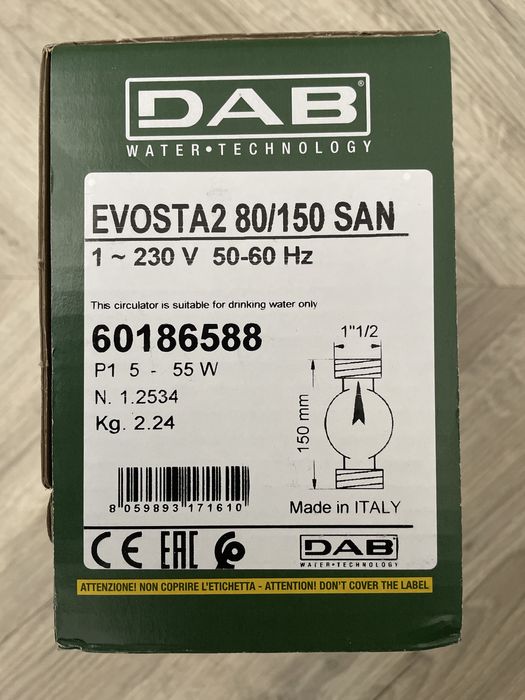 DAB®
WATER•TECHNOLOGY
EVOSTA2 80/150 SAN
1 ~ 230 V 50-60 Hz
This circulator is suitable for drinking water only
60186588
P1 5 - 55 W
N. 1.2534
Kg. 2.24
1"1/2
150 mm
8 059893 171610
Made in ITALY
CE EAC
DAB
WATER•TECHNOLOGY
ATTENZIONE! NON COPRIRE L'ETICHETTA - ATTENTION! DON'T COVER THE LABEL